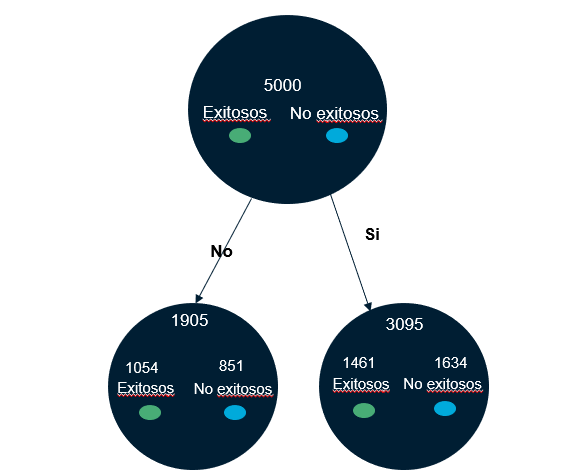 5000
Exitosos No exitosos
No
Si
1905
1054 851
Exitosos No exitosos
3095
1461 1634
Exitosos No exitosos